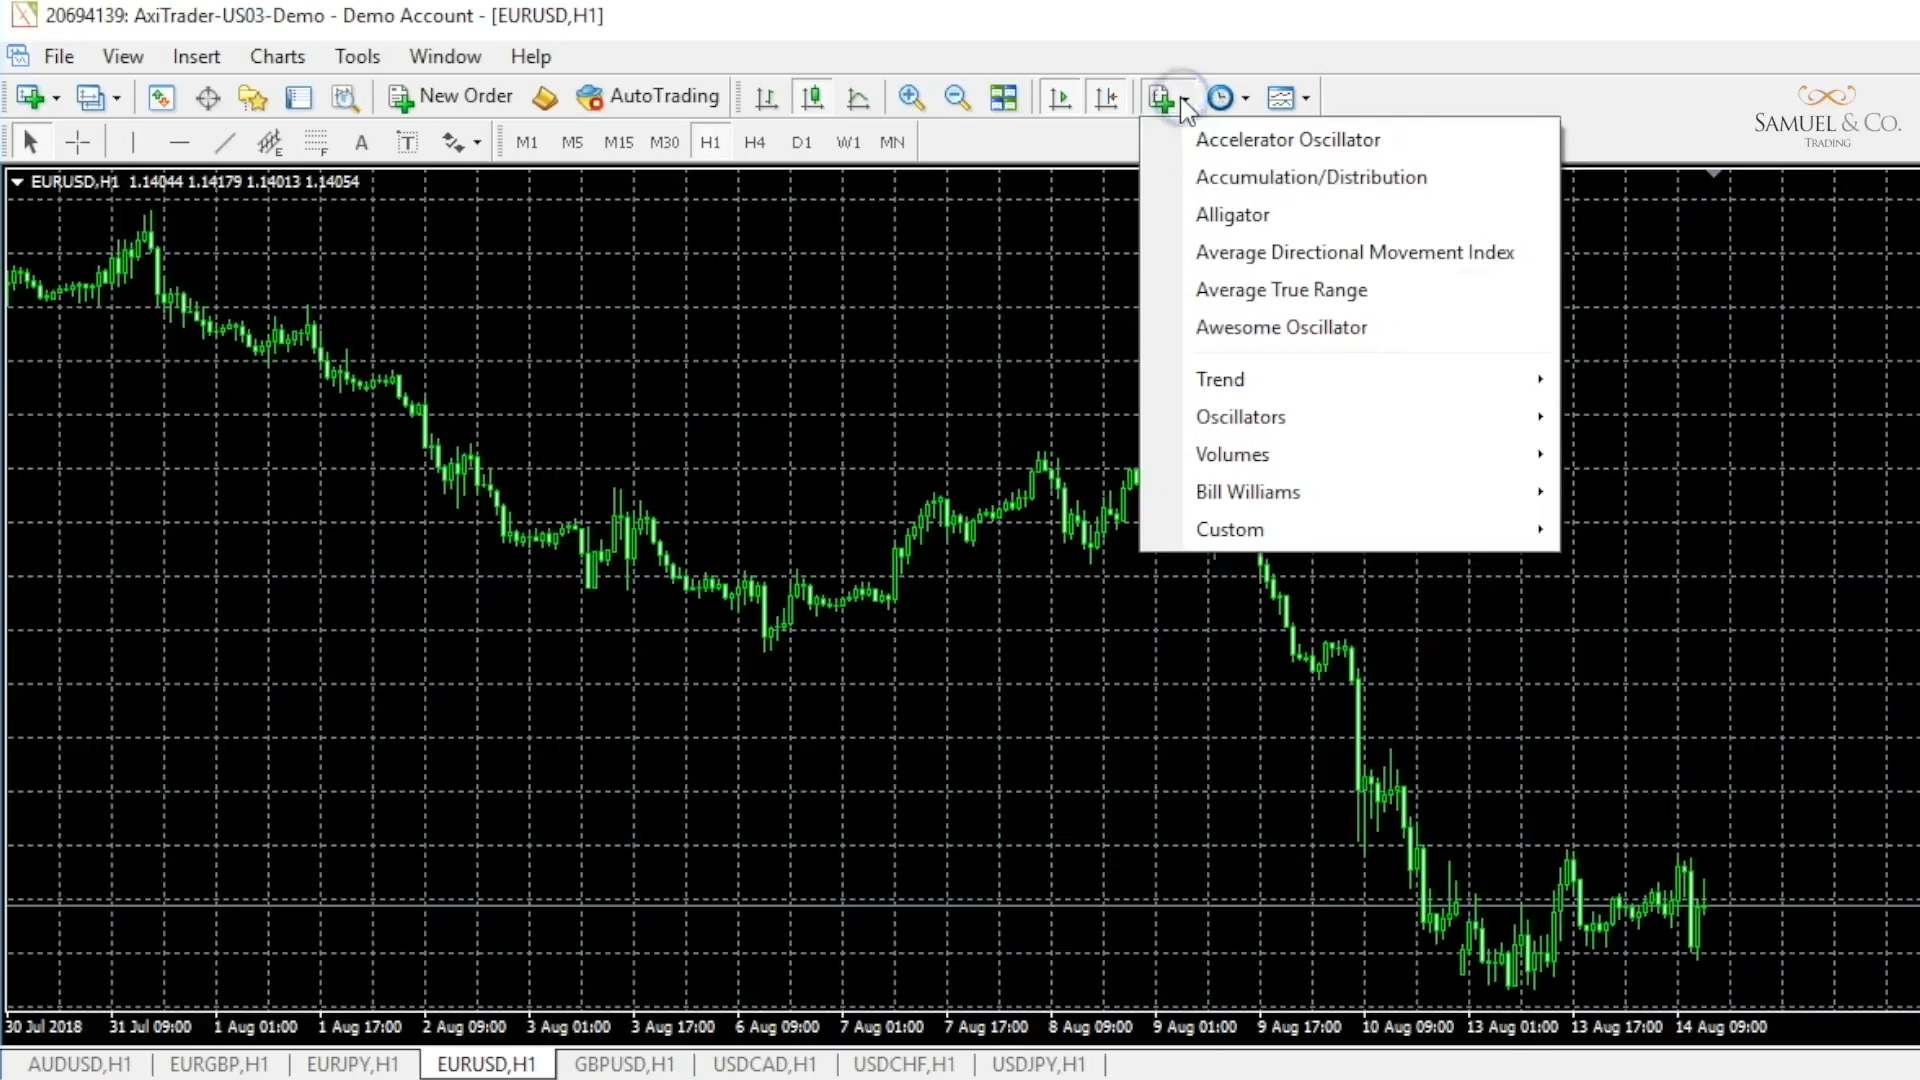 20694139: AxiTrader-US03-Demo - Demo Account - [EURUSD,H1]
File View Insert Charts Tools Window Help
New Order AutoTrading
A T M1 M5 M15 M30 H1 H4 D1 W1 MN
SAMUEL & CO.
TRADING
EURUSD,H1 1.14044 1.14179 1.14013 1.14054
Accelerator Oscillator
Accumulation/Distribution
Alligator
Average Directional Movement Index
Average True Range
Awesome Oscillator
Trend
Oscillators
Volumes
Bill Williams
Custom
30 Jul 2018 31 Jul 09:00 1 Aug 01:00 1 Aug 17:00 2 Aug 09:00 3 Aug 01:00 3 Aug 17:00 6 Aug 09:00 7 Aug 01:00 7 Aug 17:00 8 Aug 09:00 9 Aug 01:00 9 Aug 17:00 10 Aug 09:00 13 Aug 01:00 13 Aug 17:00 14 Aug 09:00
AUDUSD,H1 EURGBP,H1 EURJPY,H1 EURUSD,H1 GBPUSD,H1 USDCAD,H1 USDCHF,H1 USDJPY,H1